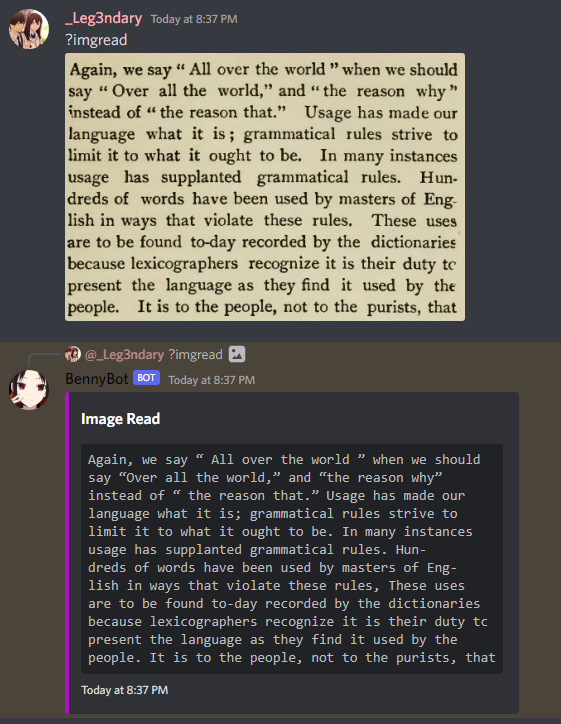 _Leg3ndary Today at 8:37 PM
?imgread
Again, we say “ All over the world ” when we should
say “ Over all the world,” and “ the reason why ”
instead of “ the reason that.” Usage has made our
language what it is ; grammatical rules strive to
limit it to what it ought to be. In many instances
usage has supplanted grammatical rules. Hun-
dreds of words have been used by masters of Eng-
lish in ways that violate these rules. These uses
are to be found to-day recorded by the dictionaries
because lexicographers recognize it is their duty tc
present the language as they find it used by the
people. It is to the people, not to the purists, that
@_Leg3ndary ?imgread
BennyBot BOT Today at 8:37 PM
Image Read
Again, we say “ All over the world ” when we should
say “Over all the world,” and “the reason why”
instead of “ the reason that.” Usage has made our
language what it is; grammatical rules strive to
limit it to what it ought to be. In many instances
usage has supplanted grammatical rules. Hun-
dreds of words have been used by masters of Eng-
lish in ways that violate these rules, These uses
are to be found to-day recorded by the dictionaries
because lexicographers recognize it is their duty tc
present the language as they find it used by the
people. It is to the people, not to the purists, that
Today at 8:37 PM